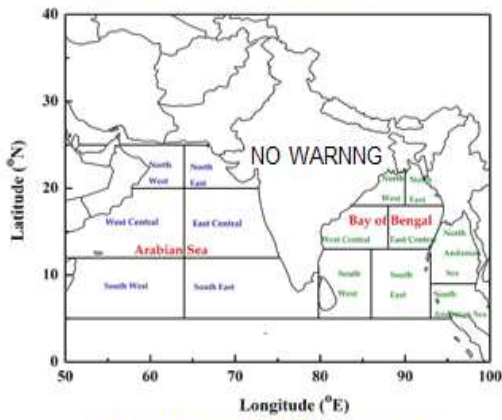 40
30
20
10
0
Latitude (°N)
NO WARNNG
North
West
North
East
North
West
North
East
West Central
East Central
Arabian Sea
Bay of Bengal
West Central
East Central
North
Andaman
Sea
South West
South East
South
West
South
East
South
Andaman Sea
50
60
70
80
90
100
Longitude (°E)